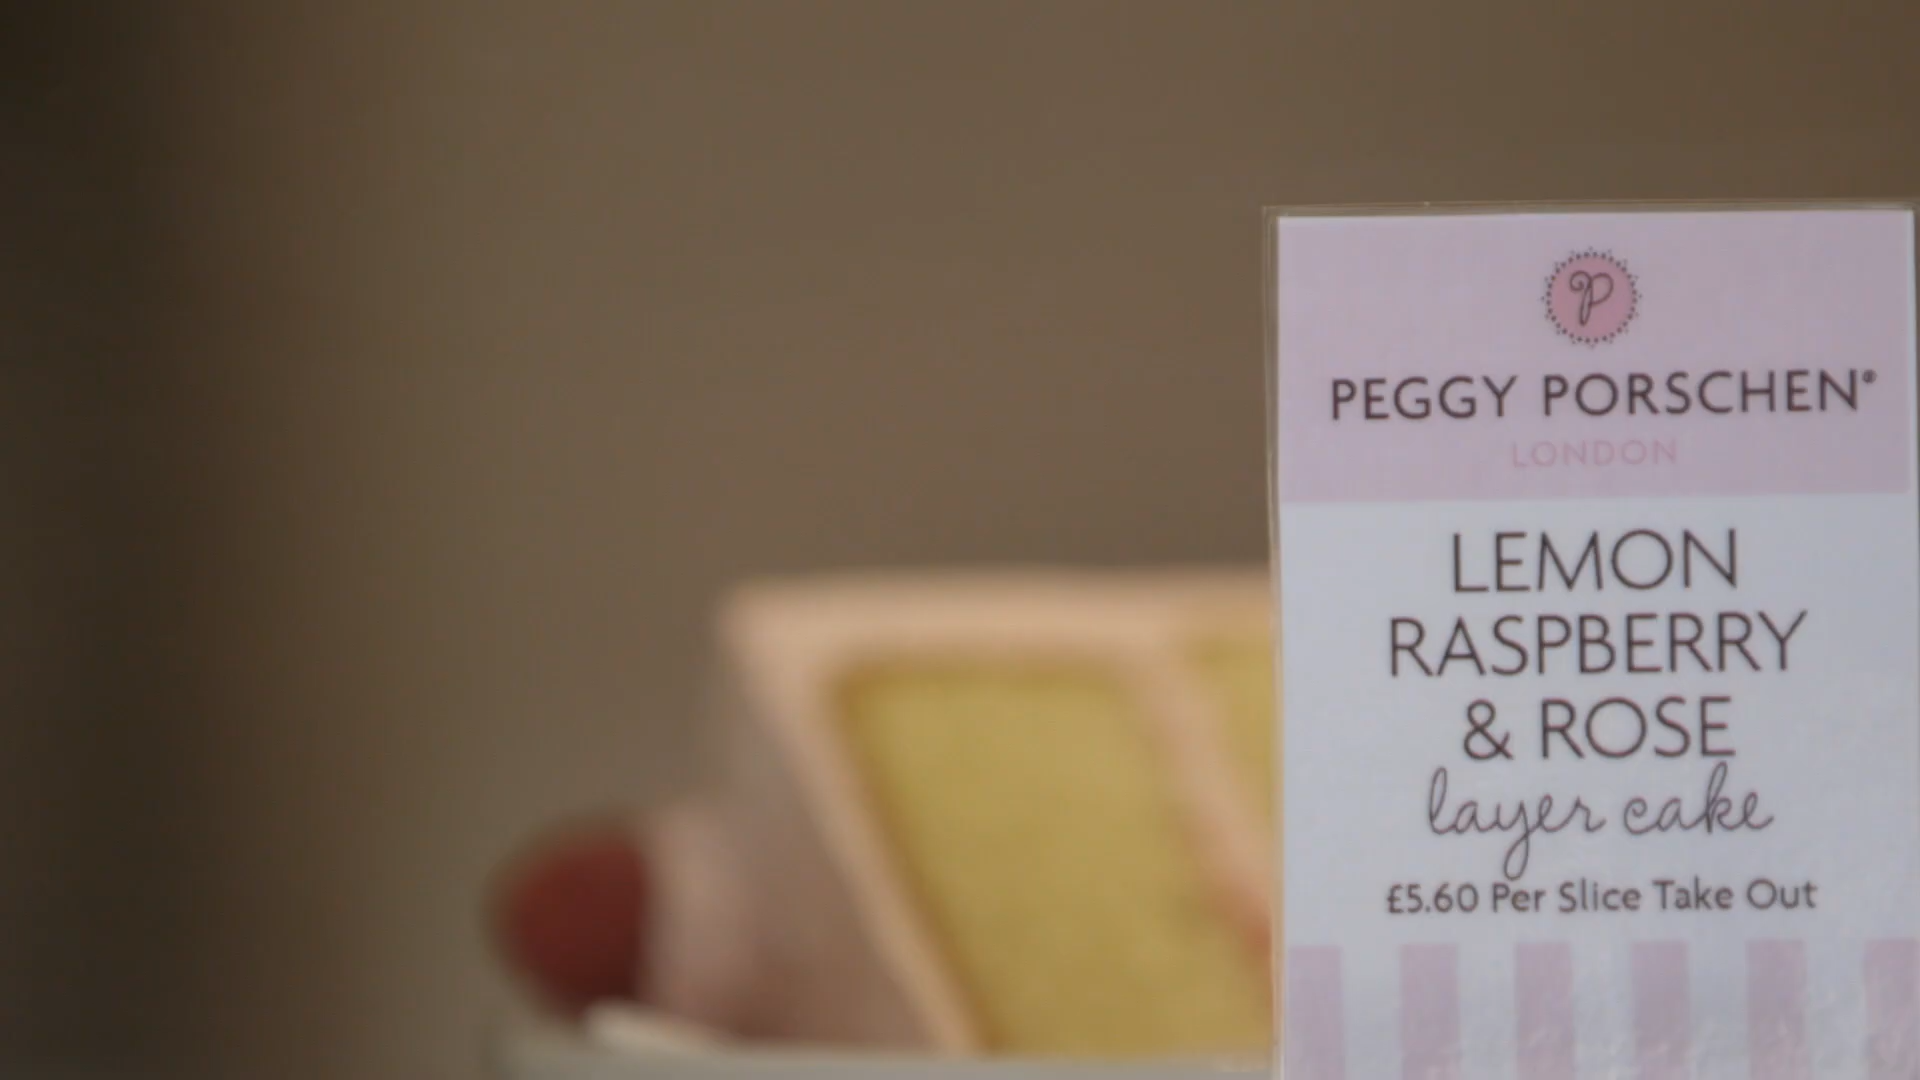 P
PEGGY PORSCHEN®
LONDON
LEMON
RASPBERRY
& ROSE
layer cake
£5.60 Per Slice Take Out